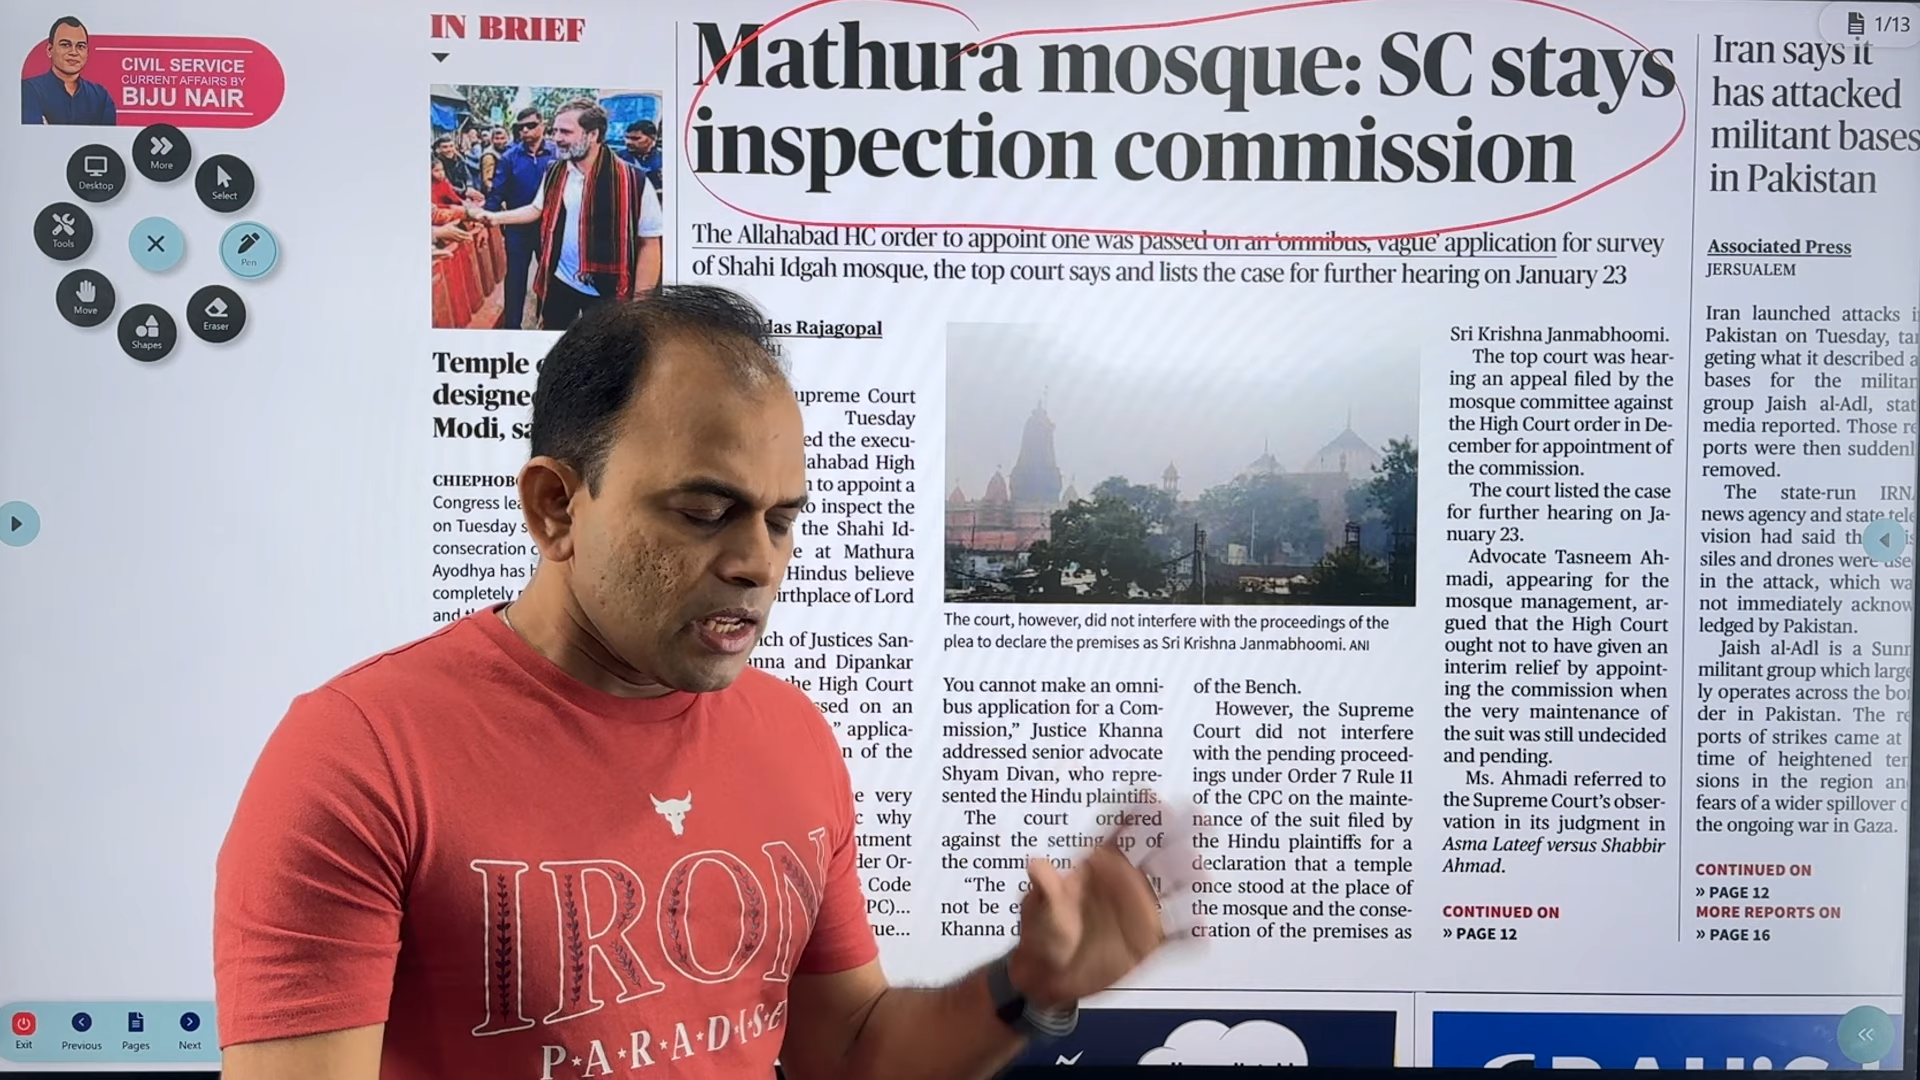 CIVIL SERVICE
CURRENT AFFAIRS BY
BIJU NAIR
More
Desktop
Select
Tools
Pen
Move
Eraser
Shapes
IN BRIEF
Temple
designe
Modi, sa
CHIEPHOB
Congress lea
on Tuesday s
consecration c
Ayodhya has
completely
and
Mathura mosque: SC stays
inspection commission
The Allahabad HC order to appoint one was passed on an ‘omnibus, vague’ application for survey
of Shahi Idgah mosque, the top court says and lists the case for further hearing on January 23
das Rajagopal
upreme Court
Tuesday
ed the execu-
lahabad High
n to appoint a
to inspect the
the Shahi Id-
e at Mathura
Hindus believe
irthplace of Lord
ch of Justices San-
anna and Dipankar
the High Court
ssed on an
” applica-
n of the
e very
c why
ntment
der Or-
Code
PC)...
ue...
The court, however, did not interfere with the proceedings of the
plea to declare the premises as Sri Krishna Janmabhoomi. ANI
You cannot make an omni-
bus application for a Com-
mission,” Justice Khanna
addressed senior advocate
Shyam Divan, who repre-
sented the Hindu plaintiffs.
The court ordered
against the setting up of
the commission.
“The
not be
Khanna
of the Bench.
However, the Supreme
Court did not interfere
with the pending proceed-
ings under Order 7 Rule 11
of the CPC on the mainte-
nance of the suit filed by
the Hindu plaintiffs for a
declaration that a temple
once stood at the place of
the mosque and the conse-
cration of the premises as
Sri Krishna Janmabhoomi.
The top court was hear-
ing an appeal filed by the
mosque committee against
the High Court order in De-
cember for appointment of
the commission.
The court listed the case
for further hearing on Ja-
nuary 23.
Advocate Tasneem Ah-
madi, appearing for the
mosque management, ar-
gued that the High Court
ought not to have given an
interim relief by appoint-
ing the commission when
the very maintenance of
the suit was still undecided
and pending.
Ms. Ahmadi referred to
the Supreme Court’s obser-
vation in its judgment in
Asma Lateef versus Shabbir
Ahmad.
CONTINUED ON
» PAGE 12
1/13
Iran says it
has attacked
militant bases
in Pakistan
Associated Press
JERSUALEM
Iran launched attacks i
Pakistan on Tuesday, tar
geting what it described a
bases for the militan
group Jaish al-Adl, stat
media reported. Those re
ports were then suddenl
removed.
The state-run IRN
news agency and state tele
vision had said th
siles and drones were use
in the attack, which wa
not immediately acknow
ledged by Pakistan.
Jaish al-Adl is a Sunn
militant group which large
ly operates across the bor
der in Pakistan. The re
ports of strikes came at
time of heightened ten
sions in the region an
fears of a wider spillover o
the ongoing war in Gaza.
CONTINUED ON
» PAGE 12
MORE REPORTS ON
» PAGE 16
IRON
P★A★R★A★D★I★S★E
Exit
Previous
Pages
Next